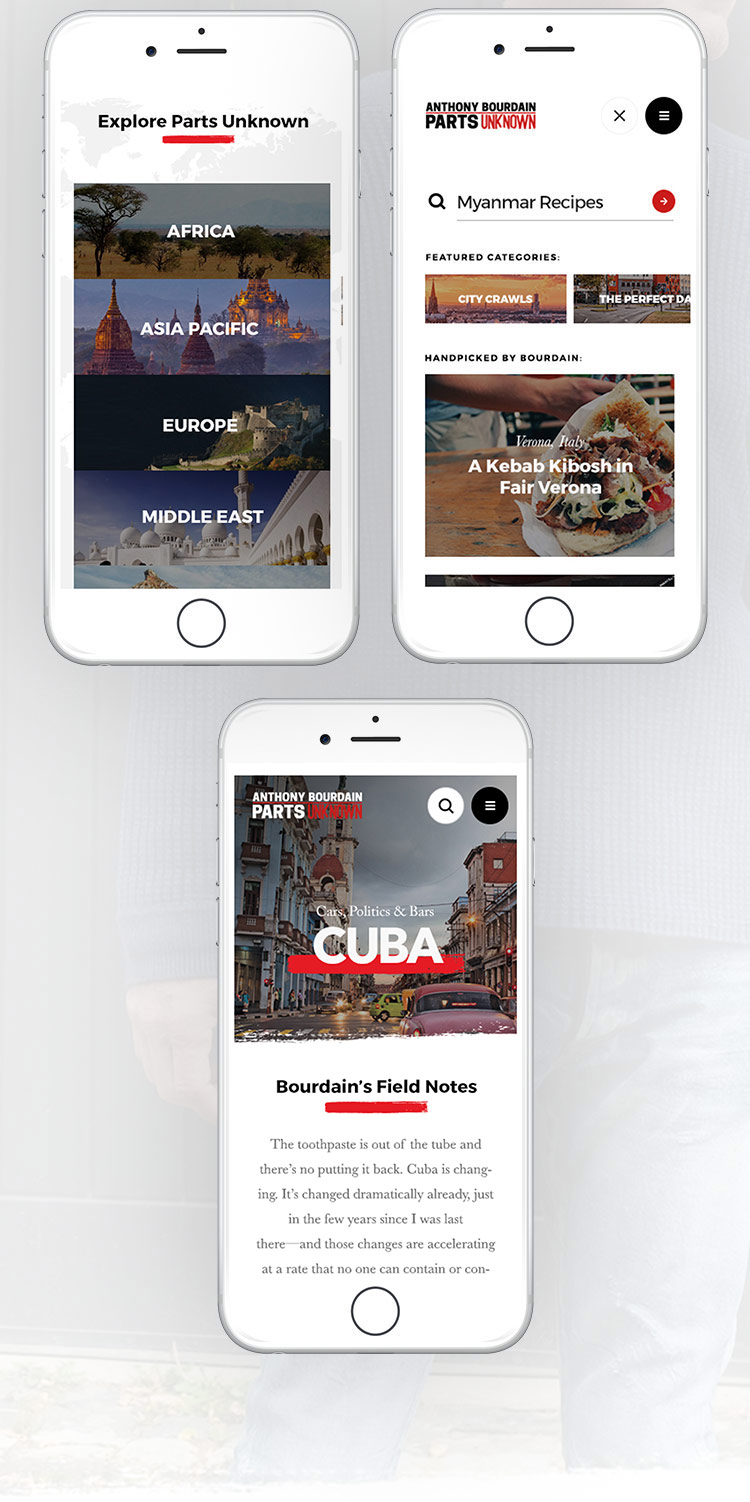 Explore Parts Unknown
AFRICA
ASIA PACIFIC
EUROPE
MIDDLE EAST
ANTHONY BOURDAIN
PARTS UNKNOWN
Myanmar Recipes
FEATURED CATEGORIES:
CITY CRAWLS
THE PERFECT DA
HANDPICKED BY BOURDAIN:
Verona, Italy
A Kebab Kibosh in
Fair Verona
ANTHONY BOURDAIN
PARTS UNKNOWN
Cars, Politics & Bars
CUBA
Bourdain’s Field Notes
The toothpaste is out of the tube and
there’s no putting it back. Cuba is chang-
ing. It’s changed dramatically already, just
in the few years since I was last
there—and those changes are accelerating
at a rate that no one can contain or con-